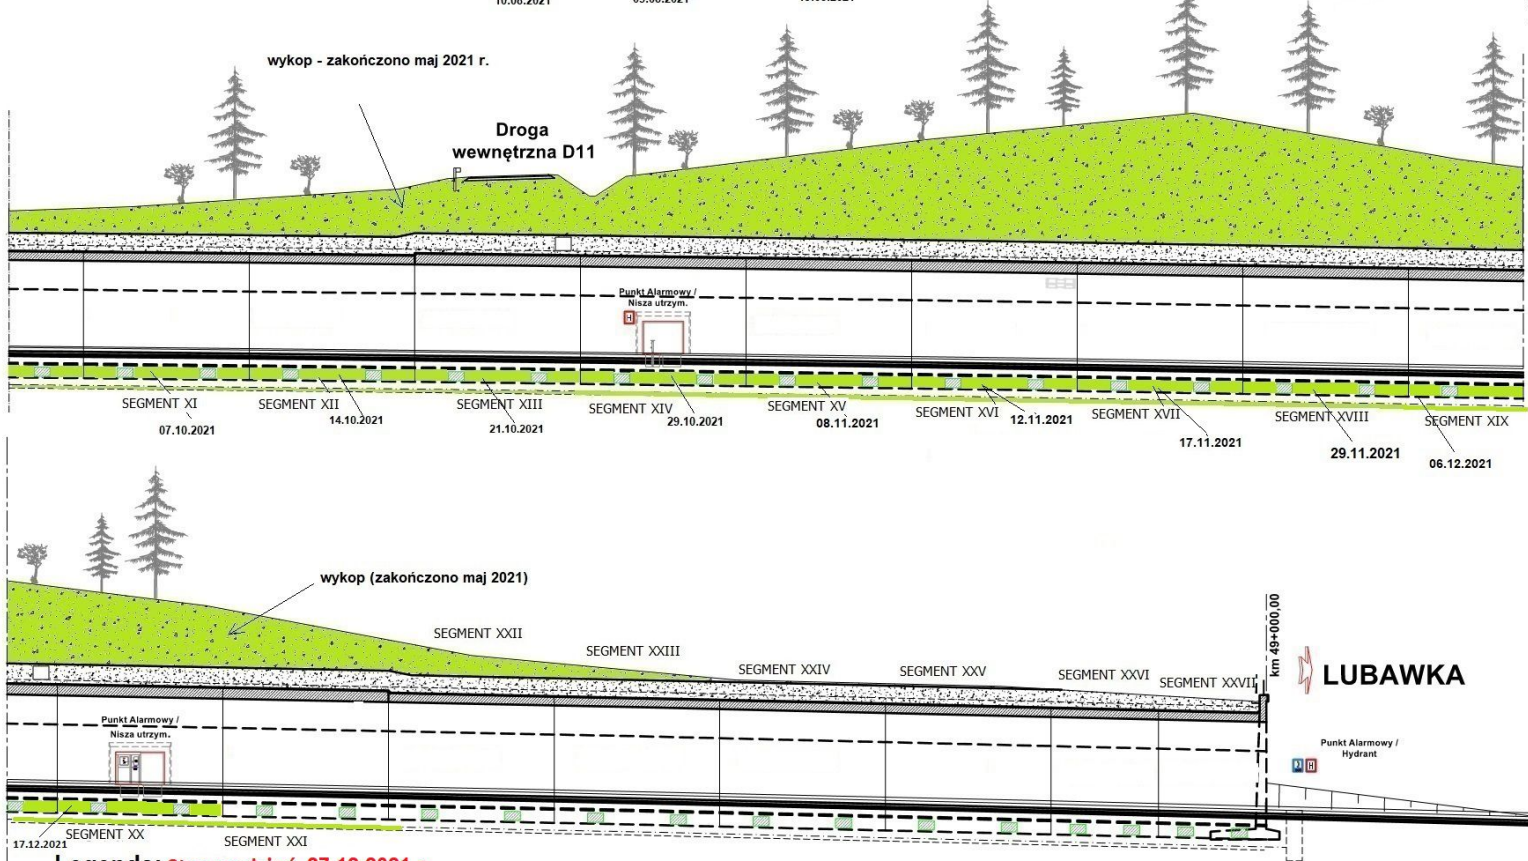 wykop - zakończono maj 2021 r.
Droga
wewnętrzna D11
Punkt Alarmowy /
Nisza utrzym.
H
SEGMENT XI
SEGMENT XII
SEGMENT XIII
SEGMENT XIV
SEGMENT XV
SEGMENT XVI
SEGMENT XVII
SEGMENT XVIII
SEGMENT XIX
07.10.2021
14.10.2021
21.10.2021
29.10.2021
08.11.2021
12.11.2021
17.11.2021
29.11.2021
06.12.2021
wykop (zakończono maj 2021)
SEGMENT XXII
SEGMENT XXIII
SEGMENT XXIV
SEGMENT XXV
SEGMENT XXVI
SEGMENT XXVII
km 49+000,00
LUBAWKA
Punkt Alarmowy /
Nisza utrzym.
Punkt Alarmowy /
Hydrant
H
SEGMENT XX
SEGMENT XXI
17.12.2021